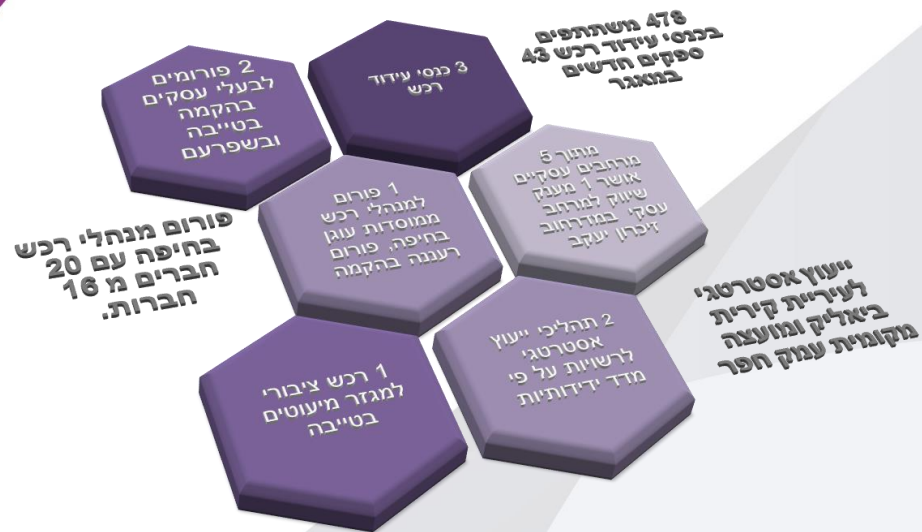 478 משתתפים
בכנסי עידוד רכש 43
ספקים חדשים
במאגר
3 כנסי עידוד
רכש
2 פורומים
לבעלי עסקים
בהקמה
בטייבה
ובשפרעם
מתוך 5
מרחבים עסקיים
אושר 1 מענק
שיווק למרחב
עסקי במדרחוב
זיכרון יעקב
1 פורום
למנהלי רכש
ממוסדות עוגן
בחיפה, פורום
רעננה בהקמה
פורום מנהלי רכש
בחיפה עם 20
חברים מ 16
חברות.
ייעוץ אסטרטגי
לעיריית קירית
ביאליק ומועצה
מקומית עמק חפר
2 תהליכי ייעוץ
אסטרטגי
לרשויות על פי
מדד ידידותיות
1 רכש ציבורי
למגזר מיעוטים
בטייבה